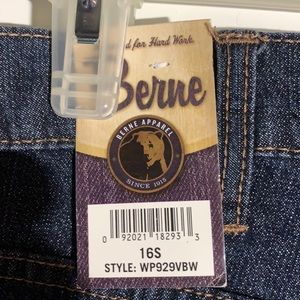 d for Hard Work.
Berne
BERNE APPAREL
SINCE 1915
0 92021 18293 3
16S
STYLE: WP929VBW